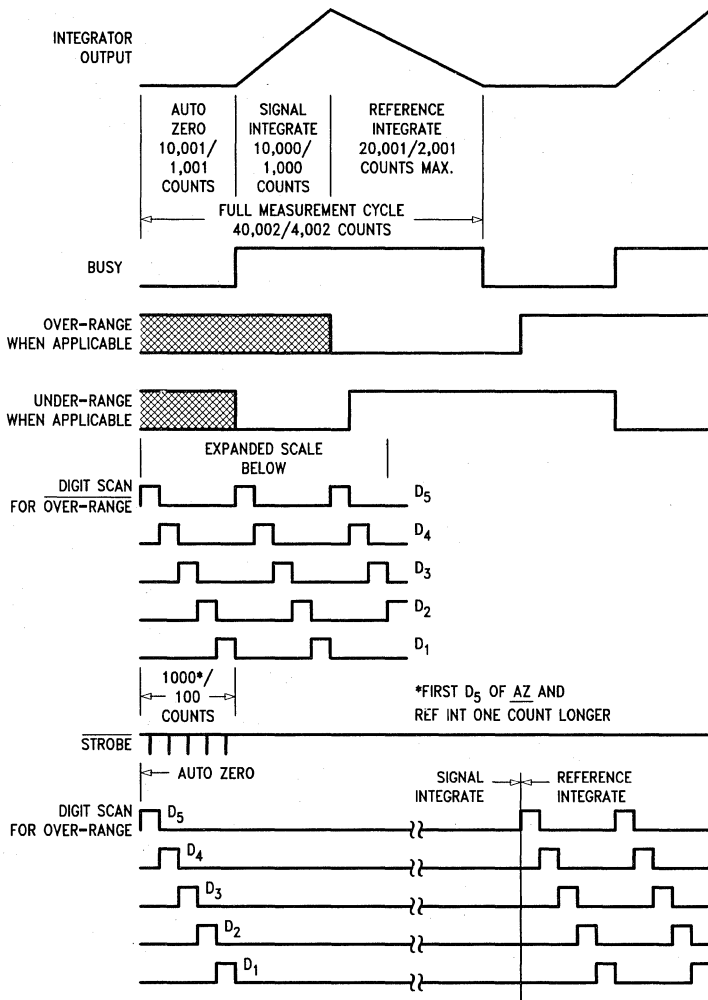 INTEGRATOR
OUTPUT
AUTO
ZERO
10,001/
1,001
COUNTS
SIGNAL
INTEGRATE
10,000/
1,000
COUNTS
REFERENCE
INTEGRATE
20,001/2,001
COUNTS MAX.
FULL MEASUREMENT CYCLE
40,002/4,002 COUNTS
BUSY
OVER-RANGE
WHEN APPLICABLE
UNDER-RANGE
WHEN APPLICABLE
EXPANDED SCALE
BELOW
DIGIT SCAN
FOR OVER-RANGE
D5
D4
D3
D2
D1
1000*/
100
COUNTS
*FIRST D5 OF AZ AND
REF INT ONE COUNT LONGER
STROBE
AUTO ZERO
SIGNAL
INTEGRATE
REFERENCE
INTEGRATE
DIGIT SCAN
FOR OVER-RANGE
D5
D4
D3
D2
D1